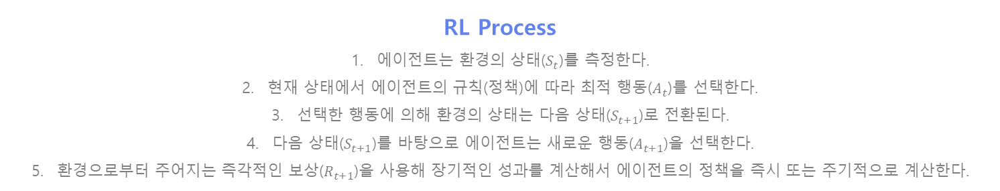 RL Process
1. 에이전트는 환경의 상태(S_t)를 측정한다.
2. 현재 상태에서 에이전트의 규칙(정책)에 따라 최적 행동(A_t)를 선택한다.
3. 선택한 행동에 의해 환경의 상태는 다음 상태(S_{t+1})로 전환된다.
4. 다음 상태(S_{t+1})를 바탕으로 에이전트는 새로운 행동(A_{t+1})을 선택한다.
5. 환경으로부터 주어지는 즉각적인 보상(R_{t+1})을 사용해 장기적인 성과를 계산해서 에이전트의 정책을 즉시 또는 주기적으로 계산한다.